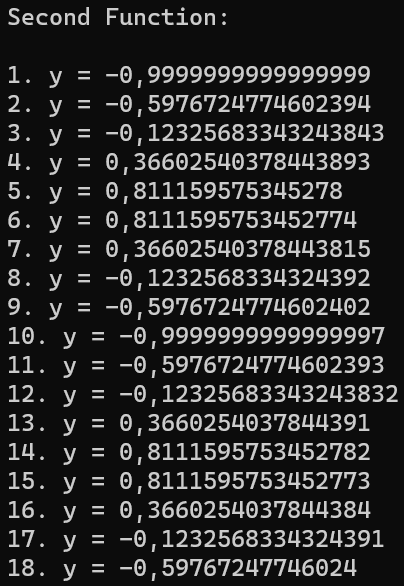 Second Function:
1. y = -0,9999999999999999
2. y = -0,5976724774602394
3. y = -0,12325683343243843
4. y = 0,36602540378443893
5. y = 0,811159575345278
6. y = 0,8111595753452774
7. y = 0,36602540378443815
8. y = -0,1232568334324392
9. y = -0,5976724774602402
10. y = -0,9999999999999997
11. y = -0,5976724774602393
12. y = -0,12325683343243832
13. y = 0,3660254037844391
14. y = 0,8111595753452782
15. y = 0,8111595753452773
16. y = 0,3660254037844384
17. y = -0,1232568334324391
18. y = -0,59767247746024